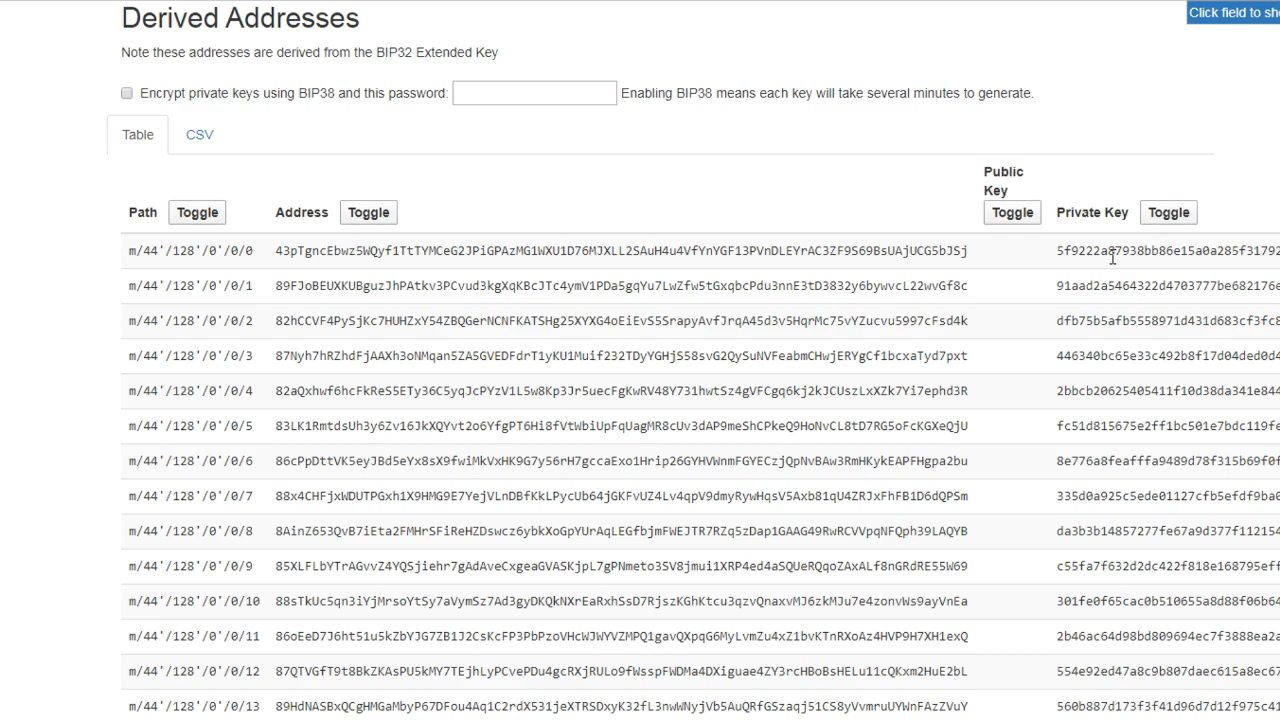 Derived Addresses
Click field to sh
Note these addresses are derived from the BIP32 Extended Key
Encrypt private keys using BIP38 and this password: Enabling BIP38 means each key will take several minutes to generate.
Table CSV
Public
Key
Path Toggle Address Toggle Toggle Private Key Toggle
m/44'/128'/0'/0/0 43pTgncEbwz5WQyf1TtTYMCeG2JPiGPAzMG1WXU1D76MJXLL2SAuH4u4VfYnYGF13PVnDLEYrAC3ZF9S69BsUAjUCG5bJSj 5f9222a87938bb86e15a0a285f31792
m/44'/128'/0'/0/1 89FJoBEUXKUBguzJhPAtkv3PCvud3kgXqKBcJTc4ymV1PDa5gqYu7LwZfw5tGxqbcPdu3nnE3tD3832y6bywvcL22wvGf8c 91aad2a5464322d4703777be682176e
m/44'/128'/0'/0/2 82hCCVF4PySjKc7HUHZxY54ZBQGerNCNFKATSHg25XYXG4oEiEvS5SrapyAvfJrqA45d3v5HqrMc75vYZucvu5997cFsd4k dfb75b5afb5558971d431d683cf3fc8
m/44'/128'/0'/0/3 87Nyh7hRZhdFjAAXh3oNMqan5ZA5GVEDFdrT1yKU1Muif232TDyYGHjS58svG2QySuNVFeabmCHwjERYgCf1bcxaTyd7pxt 446340bc65e33c492b8f17d04ded0d4
m/44'/128'/0'/0/4 82aQxhwf6hcFkReS5ETy36C5yqJcPYzV1L5w8Kp3Jr5uecFgKwRV48Y731hwtSz4gVFCgq6kj2kJCUszLxXZk7Yi7ephd3R 2bbcb20625405411f10d38da341e844
m/44'/128'/0'/0/5 83LK1RmtdsUh3y6Zv16JkXQYvt2o6YfgPT6Hi8fVtWbiUpFqUagMR8cUv3dAP9meShCPkeQ9HoNvCL8tD7RG5oFcKGXeQjU fc51d815675e2ff1bc501e7bdc119fe
m/44'/128'/0'/0/6 86cPpDttVK5eyJBd5eYx8sX9fwiMkVxHK9G7y56rH7gccaExo1Hrip26GYHVWnmFGYECzjQpNvBAw3RmHKykEAPFHgpa2bu 8e776a8feafffa9489d78f315b69f0f
m/44'/128'/0'/0/7 88x4CHFjxWDUTPGxh1X9HMG9E7YejVLnDBfKkLPycUb64jGKFvUZ4Lv4qpV9dmyRywHqsV5Axb81qU4ZRJxFhFB1D6dQPSm 335d0a925c5ede01127cfb5efdf9ba0
m/44'/128'/0'/0/8 8AinZ653QvB7iEta2FMHrSFiReHZDswcz6ybkXoGpYUrAqLEGfbjmFWEJTR7RZq5zDap1GAAG49RwRCVVpqNFQph39LAQYB da3b3b14857277fe67a9d377f112154
m/44'/128'/0'/0/9 85XLFLbYTrAGvvZ4YQSjiehr7gAdAveCxgeaGVASKjpL7gPNmeto3SV8jmui1XRP4ed4aSQUeRQqoZAxALf8nGRdRE55W69 c55fa7f632d2dc422f818e168795eff
m/44'/128'/0'/0/10 88sTkUc5qn3iYjMrsoYtSy7aVymSz7Ad3gyDKQkNXrEaRxhSsD7RjszKGhKtcu3qzvQnaxvMJ6zkMJu7e4zonvWs9ayVnEa 301fe0f65cac0b510655a8d88f06b64
m/44'/128'/0'/0/11 86oEeD7J6ht51u5kZbYJG7ZB1J2CsKcFP3PbPzoVHcWJWYVZMPQ1gavQXpqG6MyLvmZu4xZ1bvKTnRXoAz4HVP9H7XH1exQ 2b46ac64d98bd809694ec7f3888ea2a
m/44'/128'/0'/0/12 87QTVGfT9t8BkZKAsPU5kMY7TEjhLyPCvePDu4gcRXjRULo9fWsspFWDMa4DXiguae4ZY3rcHBoBsHELu11cQKxm2HuE2bL 554e92ed47a8c9b807daec615a8ec67
m/44'/128'/0'/0/13 89HdNASBxQCgHMGaMbyP67DFou4Aq1C2rdX531jeXTRSDxyK32fL3nwWNyjVb5AuQRfGSzaqj51CS8yVvmruUYWnFAzZVuY 560b887d173f3f41d96d7d12f975c41